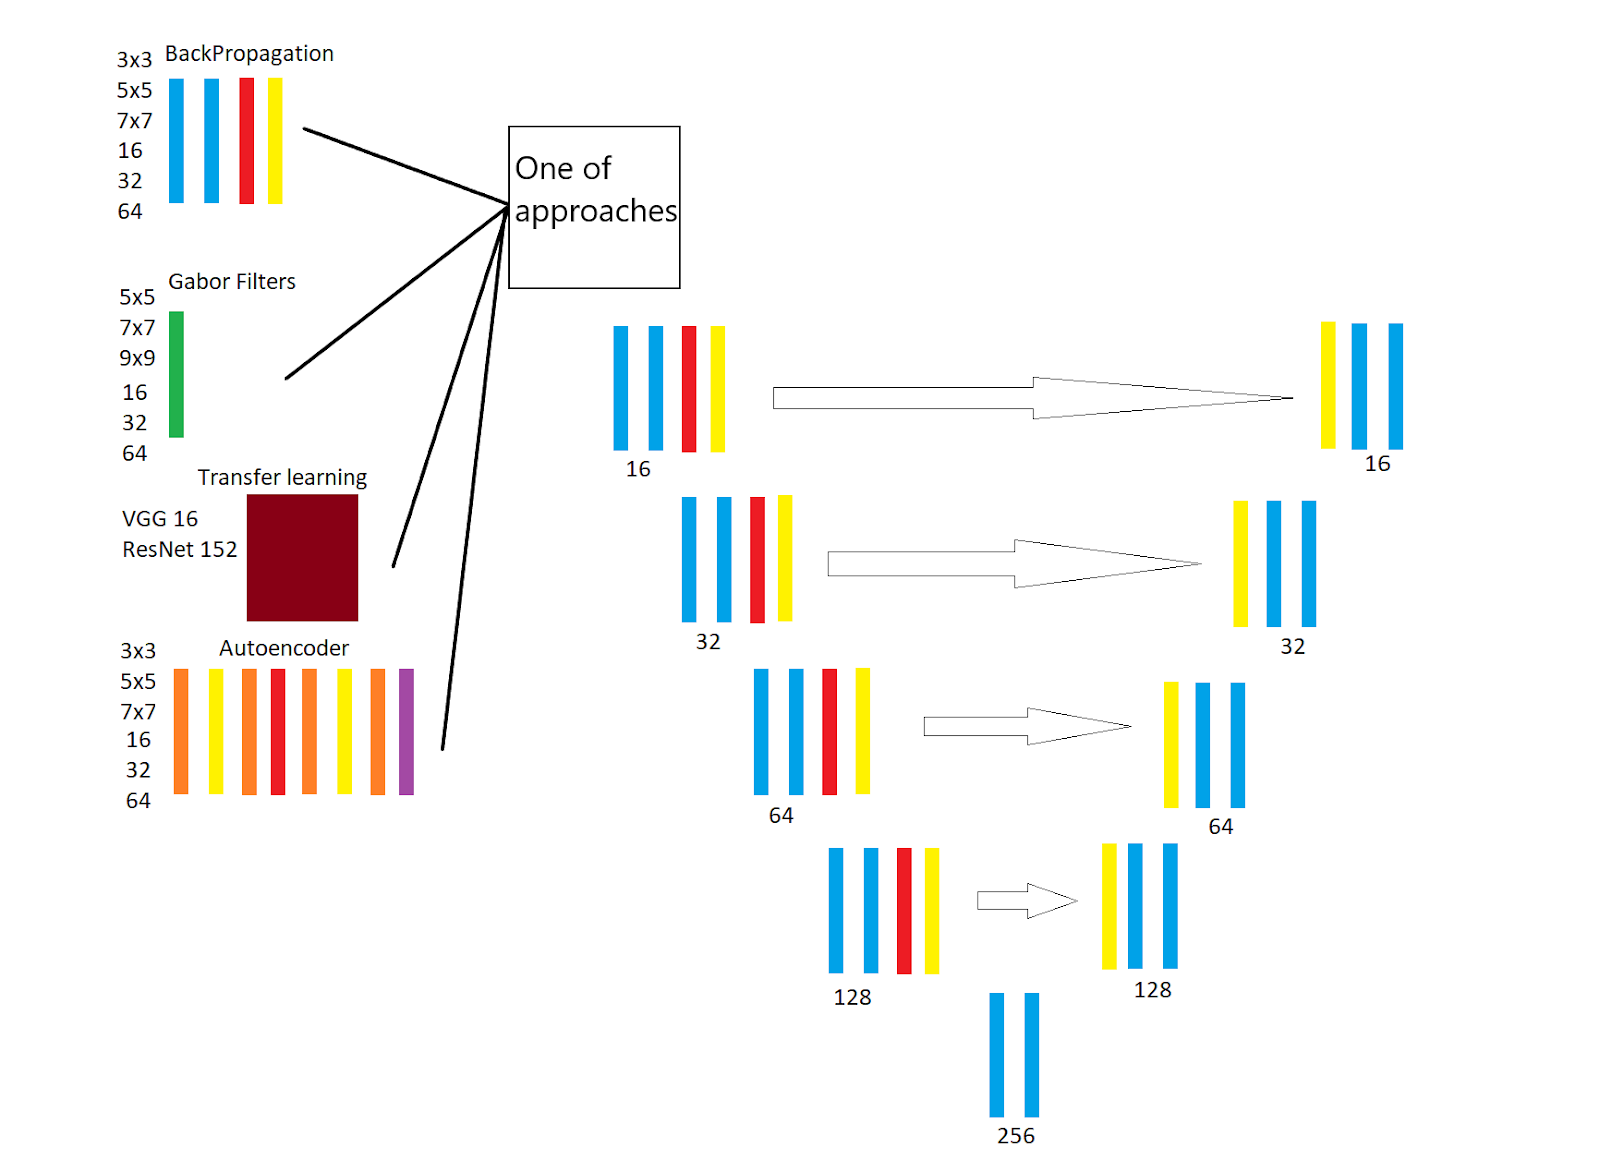 BackPropagation
3x3
5x5
7x7
16
32
64
One of
approaches
Gabor Filters
5x5
7x7
9x9
16
32
64
Transfer learning
VGG 16
ResNet 152
Autoencoder
3x3
5x5
7x7
16
32
64
16
16
32
32
64
64
128
128
256